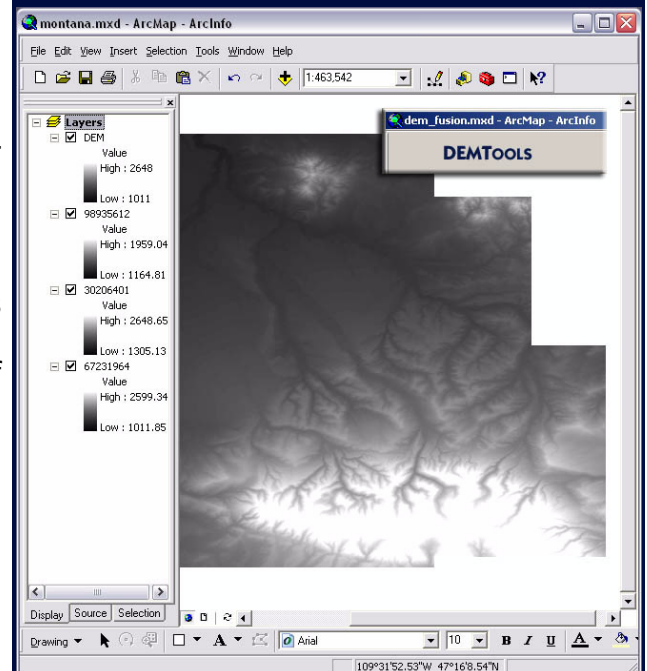 montana.mxd - ArcMap - ArcInfo
File Edit View Insert Selection Tools Window Help
1:463,542
Layers
DEM
Value
High : 2648
Low : 1011
98935612
Value
High : 1959.04
Low : 1164.81
30206401
Value
High : 2648.65
Low : 1305.13
67231964
Value
High : 2599.34
Low : 1011.85
dem_fusion.mxd - ArcMap - ArcInfo
DEMTOOLS
Display Source Selection
Drawing A Arial 10 B I U A
109°31'52.53"W 47°16'8.54"N